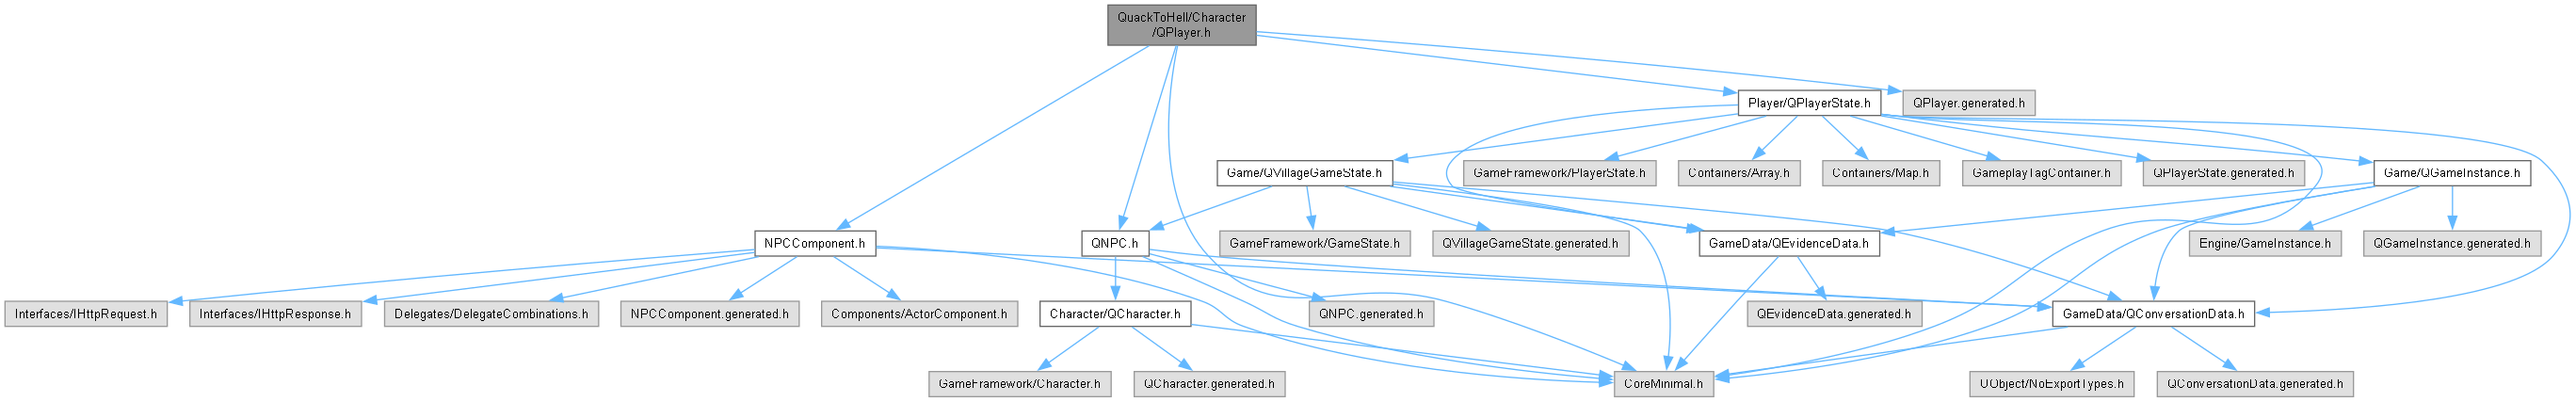 QuackToHell/Character
/QPlayer.h
Player/QPlayerState.h
QPlayer.generated.h
Game/QVillageGameState.h
GameFramework/PlayerState.h
Containers/Array.h
Containers/Map.h
GameplayTagContainer.h
QPlayerState.generated.h
Game/QGameInstance.h
NPCComponent.h
QNPC.h
GameFramework/GameState.h
QVillageGameState.generated.h
GameData/QEvidenceData.h
Engine/GameInstance.h
QGameInstance.generated.h
Interfaces/IHttpRequest.h
Interfaces/IHttpResponse.h
Delegates/DelegateCombinations.h
NPCComponent.generated.h
Components/ActorComponent.h
Character/QCharacter.h
QNPC.generated.h
QEvidenceData.generated.h
GameData/QConversationData.h
GameFramework/Character.h
QCharacter.generated.h
CoreMinimal.h
UObject/NoExportTypes.h
QConversationData.generated.h